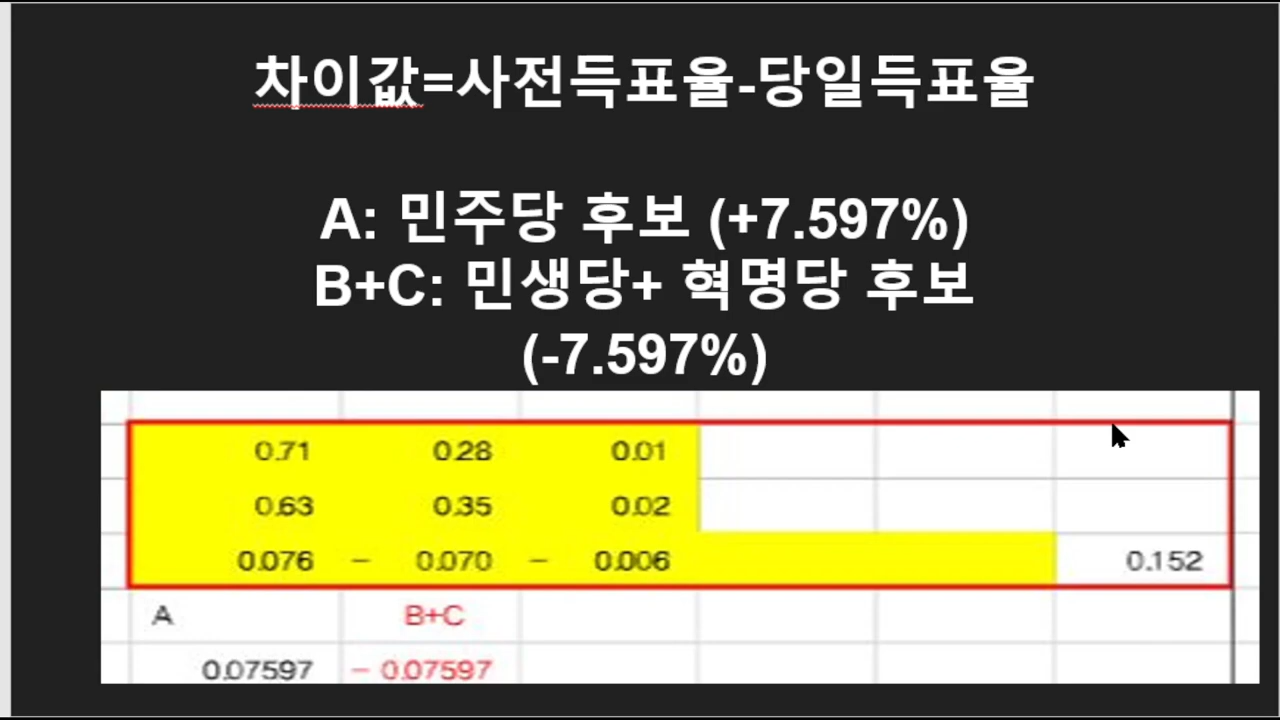 차이값=사전득표율-당일득표율
A: 민주당 후보 (+7.597%)
B+C: 민생당+ 혁명당 후보
(-7.597%)
0.71 0.28 0.01
0.63 0.35 0.02
0.076 - 0.070 - 0.006 0.152
A B+C
0.07597 - 0.07597